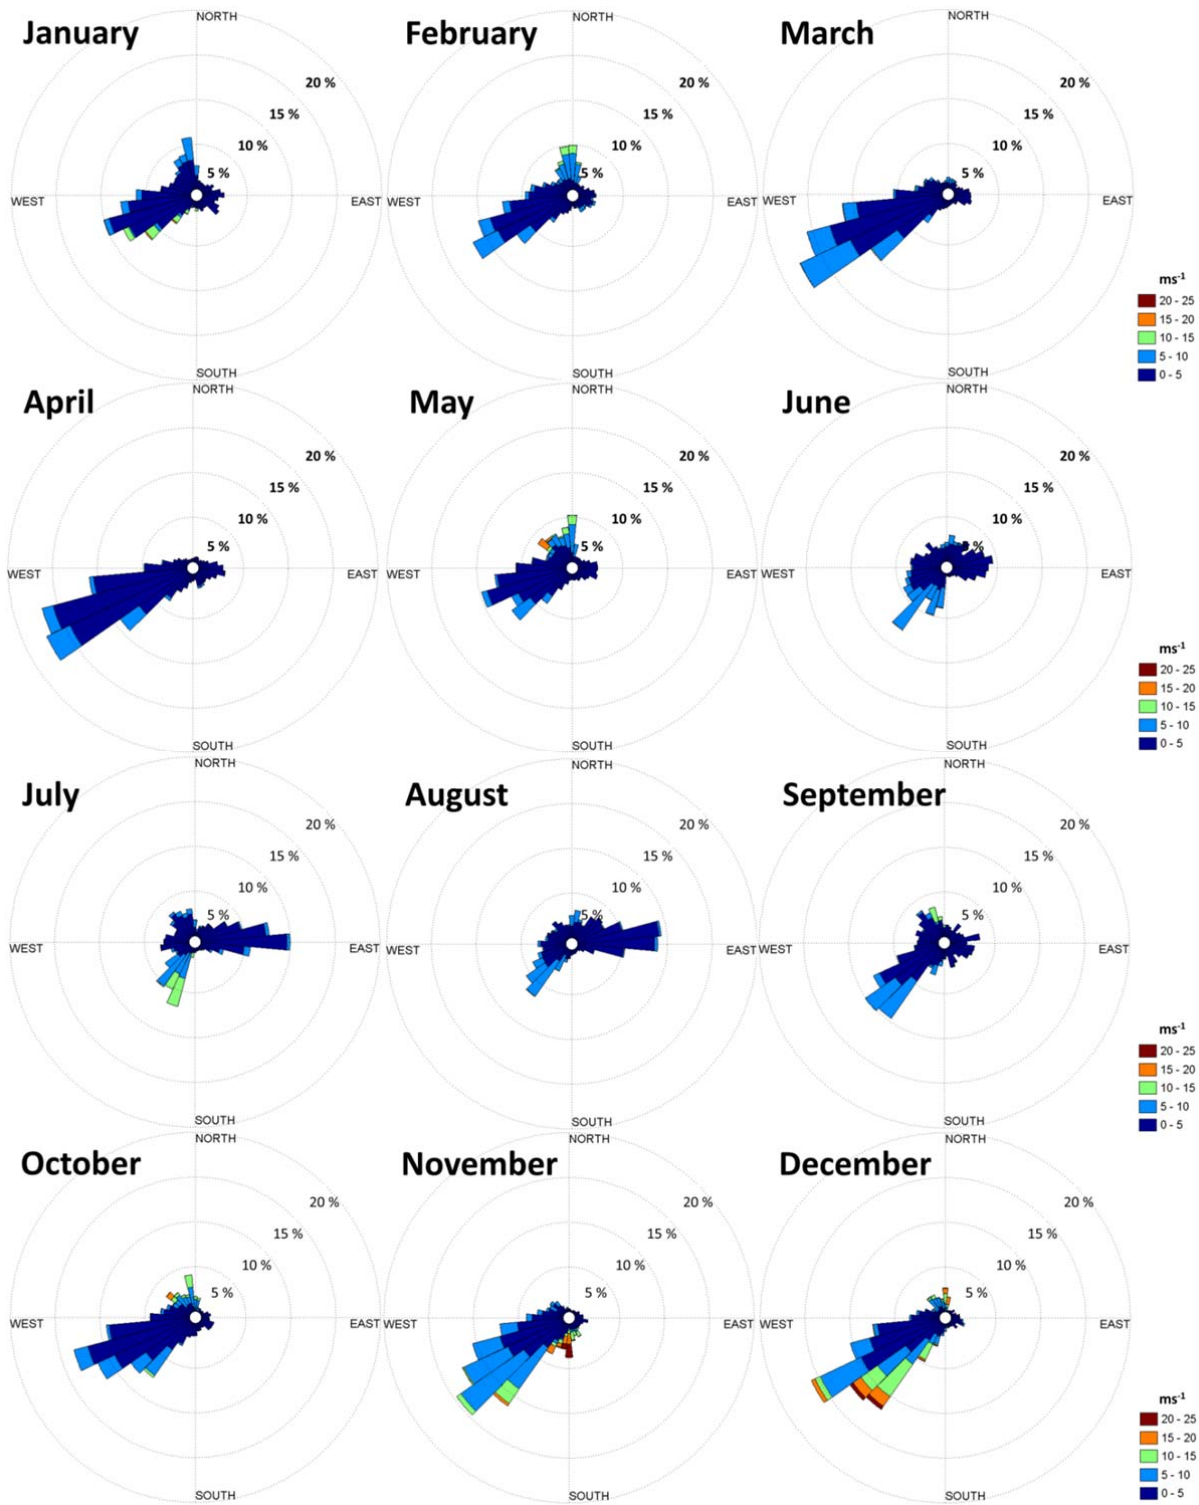 January
NORTH
20 %
15 %
10 %
5 %
WEST
EAST
SOUTH
February
NORTH
20 %
15 %
10 %
5 %
WEST
EAST
SOUTH
March
NORTH
20 %
15 %
10 %
5 %
WEST
EAST
SOUTH
ms-1
20 - 25
15 - 20
10 - 15
5 - 10
0 - 5
April
NORTH
20 %
15 %
10 %
5 %
WEST
EAST
SOUTH
May
NORTH
20 %
15 %
10 %
5 %
WEST
EAST
SOUTH
June
NORTH
20 %
15 %
10 %
5 %
WEST
EAST
SOUTH
ms-1
20 - 25
15 - 20
10 - 15
5 - 10
0 - 5
July
NORTH
20 %
15 %
10 %
5 %
WEST
EAST
SOUTH
August
NORTH
20 %
15 %
10 %
5 %
WEST
EAST
SOUTH
September
NORTH
20 %
15 %
10 %
5 %
WEST
EAST
SOUTH
ms-1
20 - 25
15 - 20
10 - 15
5 - 10
0 - 5
October
NORTH
20 %
15 %
10 %
5 %
WEST
EAST
SOUTH
November
NORTH
20 %
15 %
10 %
5 %
WEST
EAST
SOUTH
December
NORTH
20 %
15 %
10 %
5 %
WEST
EAST
SOUTH
ms-1
20 - 25
15 - 20
10 - 15
5 - 10
0 - 5